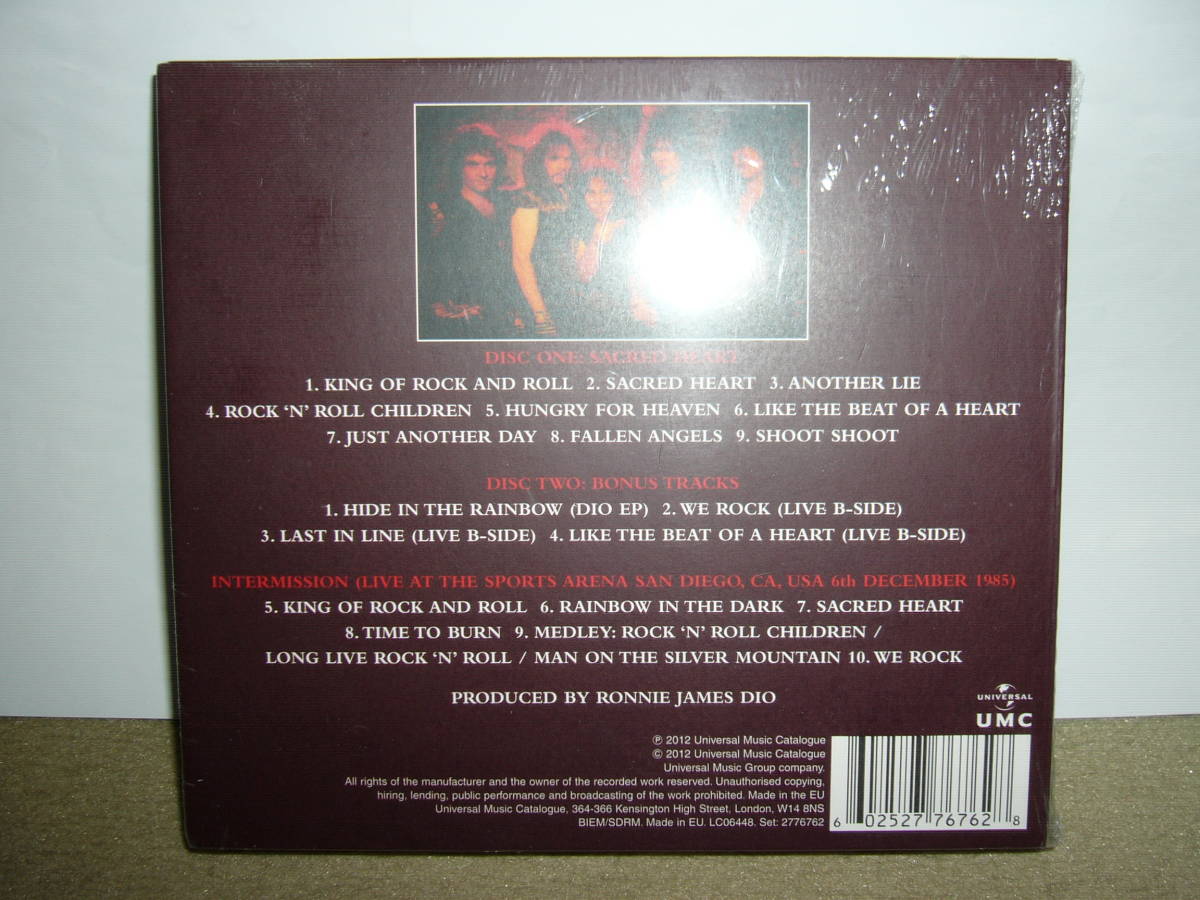 DISC ONE: SACRED HEART
1. KING OF ROCK AND ROLL 2. SACRED HEART 3. ANOTHER LIE
4. ROCK ‘N’ ROLL CHILDREN 5. HUNGRY FOR HEAVEN 6. LIKE THE BEAT OF A HEART
7. JUST ANOTHER DAY 8. FALLEN ANGELS 9. SHOOT SHOOT
DISC TWO: BONUS TRACKS
1. HIDE IN THE RAINBOW (DIO EP) 2. WE ROCK (LIVE B-SIDE)
3. LAST IN LINE (LIVE B-SIDE) 4. LIKE THE BEAT OF A HEART (LIVE B-SIDE)
INTERMISSION (LIVE AT THE SPORTS ARENA SAN DIEGO, CA, USA 6th DECEMBER 1985)
5. KING OF ROCK AND ROLL 6. RAINBOW IN THE DARK 7. SACRED HEART
8. TIME TO BURN 9. MEDLEY: ROCK ‘N’ ROLL CHILDREN /
LONG LIVE ROCK ‘N’ ROLL / MAN ON THE SILVER MOUNTAIN 10. WE ROCK
PRODUCED BY RONNIE JAMES DIO
UNIVERSAL
UMC
℗ 2012 Universal Music Catalogue
© 2012 Universal Music Catalogue
Universal Music Group company.
All rights of the manufacturer and the owner of the recorded work reserved. Unauthorised copying,
hiring, lending, public performance and broadcasting of the work prohibited. Made in the EU
Universal Music Catalogue, 364-366 Kensington High Street, London, W14 8NS
BIEM/SDRM. Made in EU. LC06448. Set: 2776762
6 02527 76762 8